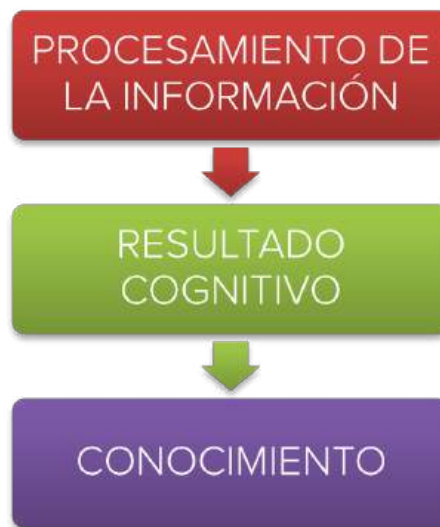 PROCESAMIENTO DE
LA INFORMACIÓN
RESULTADO
COGNITIVO
CONOCIMIENTO